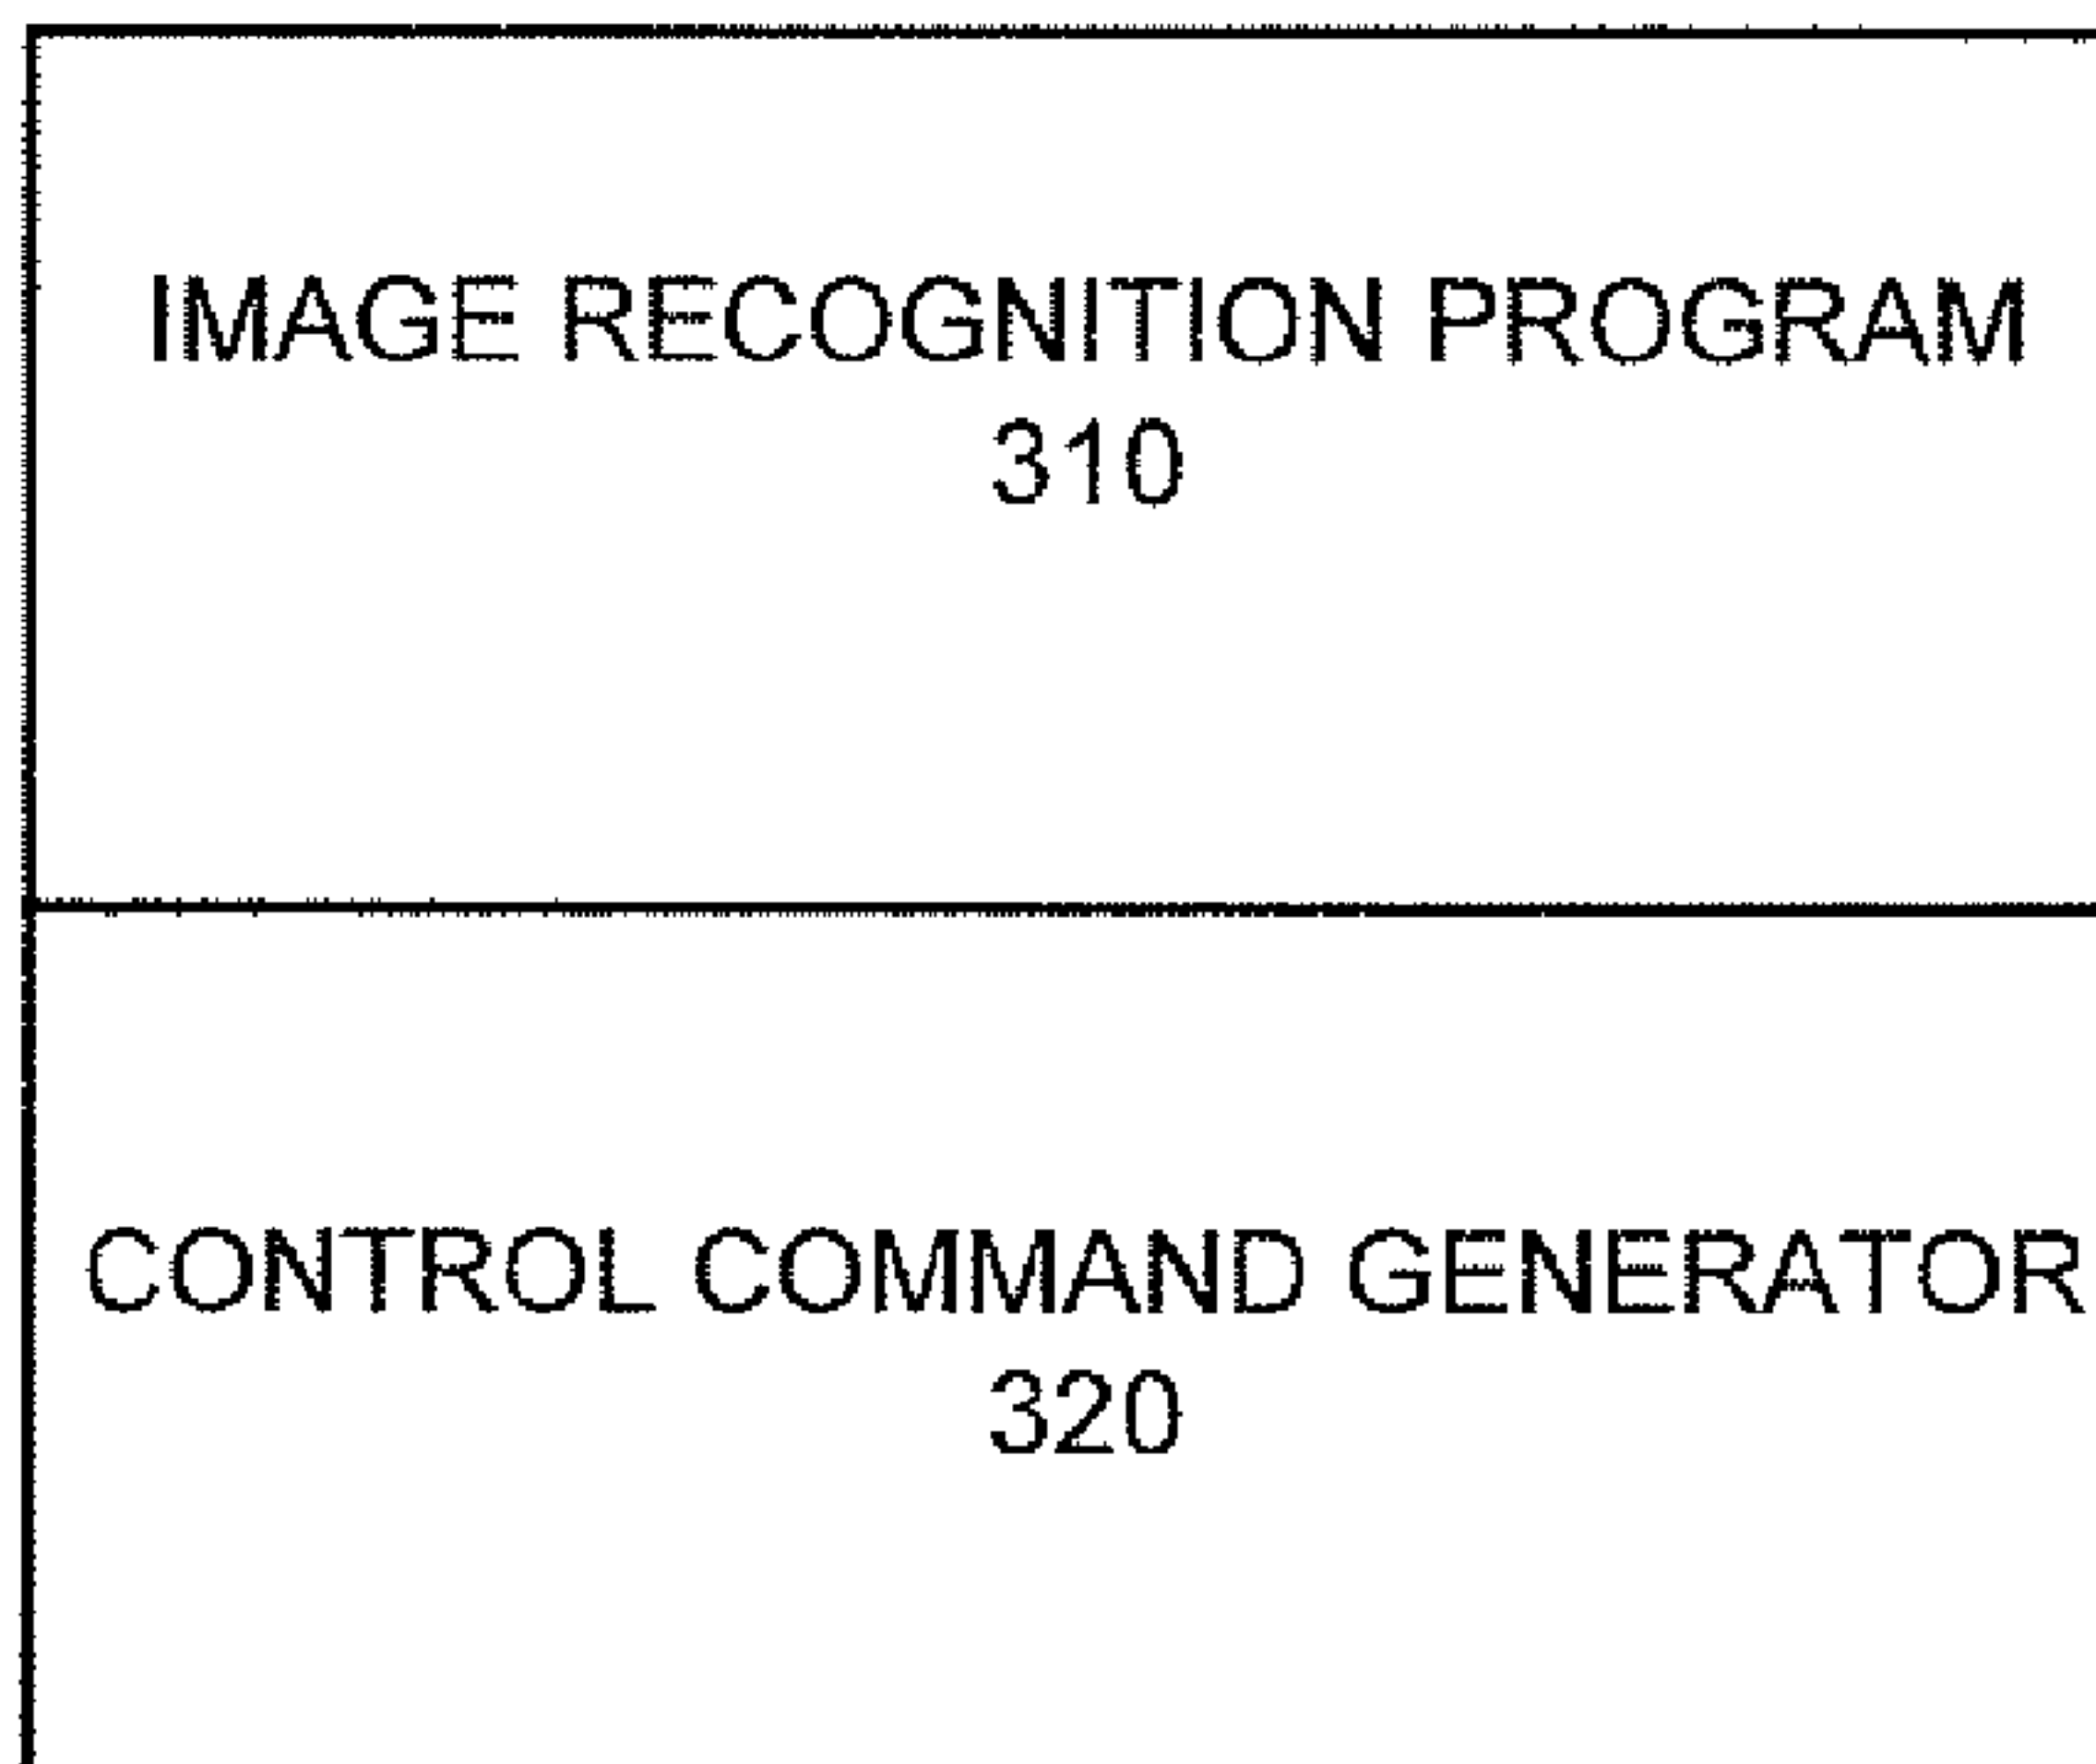 IMAGE RECOGNITION PROGRAM
310
CONTROL COMMAND GENERATOR
320